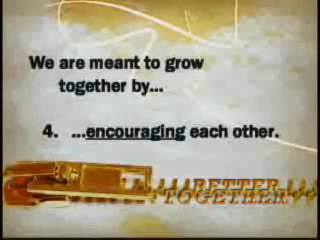 We are meant to grow
together by...
4. ...encouraging each other.
BETTER
TOGETHER